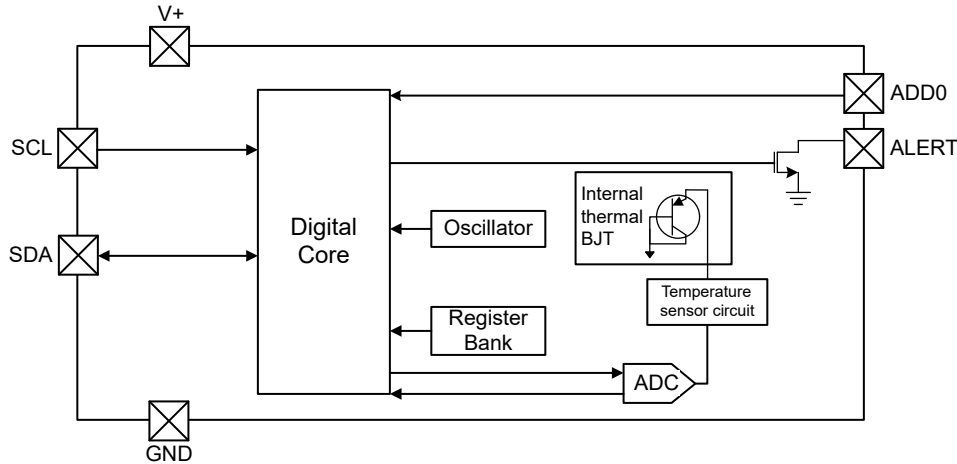 V+
ADD0
SCL
ALERT
Internal
thermal
BJT
Digital
Core
Oscillator
SDA
Temperature
sensor circuit
Register
Bank
ADC
GND